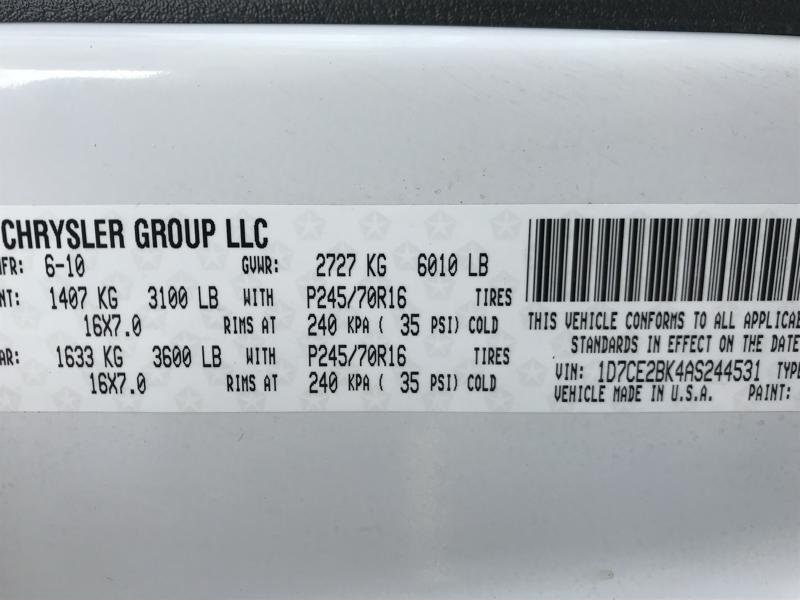 CHRYSLER GROUP LLC
FR: 6-10 GVWR: 2727 KG 6010 LB
NT: 1407 KG 3100 LB WITH P245/70R16 TIRES
16X7.0 RIMS AT 240 KPA ( 35 PSI) COLD
AR: 1633 KG 3600 LB WITH P245/70R16 TIRES
16X7.0 RIMS AT 240 KPA ( 35 PSI) COLD
THIS VEHICLE CONFORMS TO ALL APPLICAB
STANDARDS IN EFFECT ON THE DATE
VIN: 1D7CE2BK4AS244531 TYPE
VEHICLE MADE IN U.S.A. PAINT: